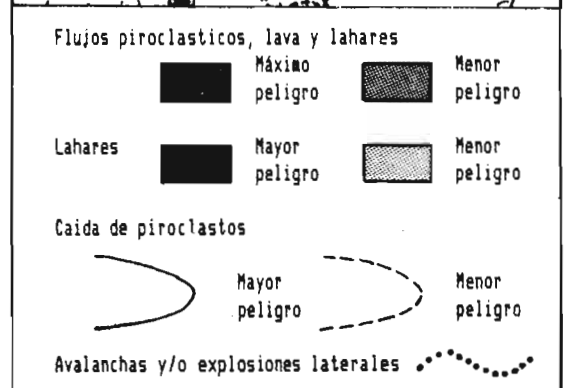 Flujos piroclasticos, lava y lahares
Máximo peligro
Menor peligro
Lahares
Mayor peligro
Menor peligro
Caida de piroclastos
Mayor peligro
Menor peligro
Avalanchas y/o explosiones laterales